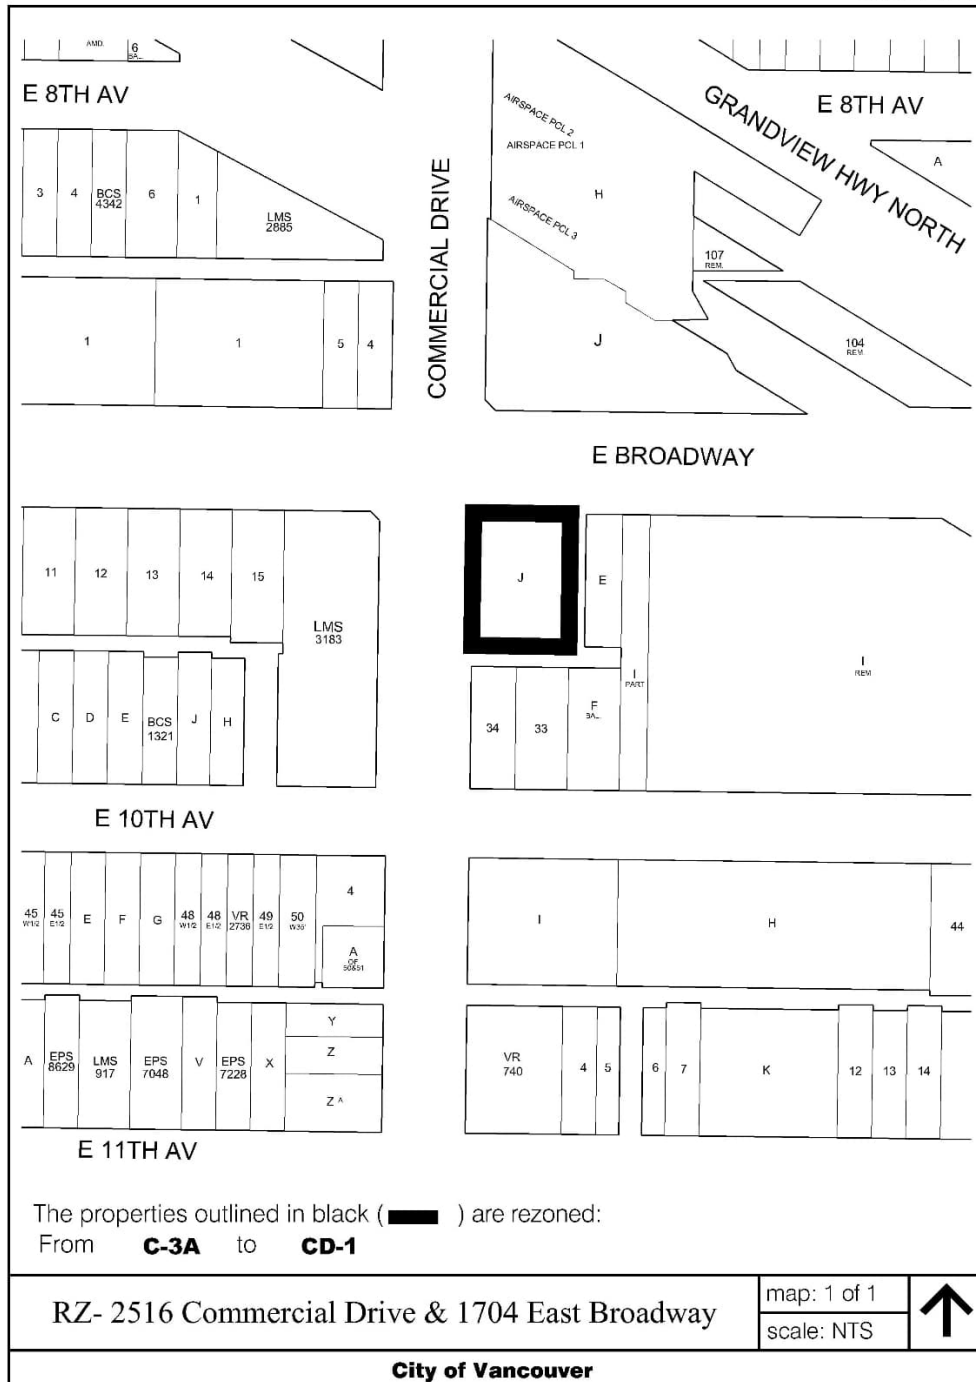 AMD.
6
BAL.
E 8TH AV
E 8TH AV
GRANDVIEW HWY NORTH
AIRSPACE PCL 2
AIRSPACE PCL 1
A
3
4
BCS
4342
6
1
LMS
2885
COMMERCIAL DRIVE
H
AIRSPACE PCL 3
107
REM.
1
1
5
4
J
104
REM.
E BROADWAY
11
12
13
14
15
LMS
3183
J
E
I
PART
I
REM
C
D
E
BCS
1321
J
H
34
33
F
BAL.
E 10TH AV
45
W1/2
45
E1/2
E
F
G
48
W1/2
48
E1/2
VR
2736
49
E1/2
50
W35'
4
A
OF
50&51
I
H
44
A
EPS
8629
LMS
917
EPS
7048
V
EPS
7228
X
Y
Z
Z A
VR
740
4
5
6
7
K
12
13
14
E 11TH AV
The properties outlined in black ( ) are rezoned:
From C-3A to CD-1
RZ- 2516 Commercial Drive & 1704 East Broadway
map: 1 of 1
scale: NTS
City of Vancouver